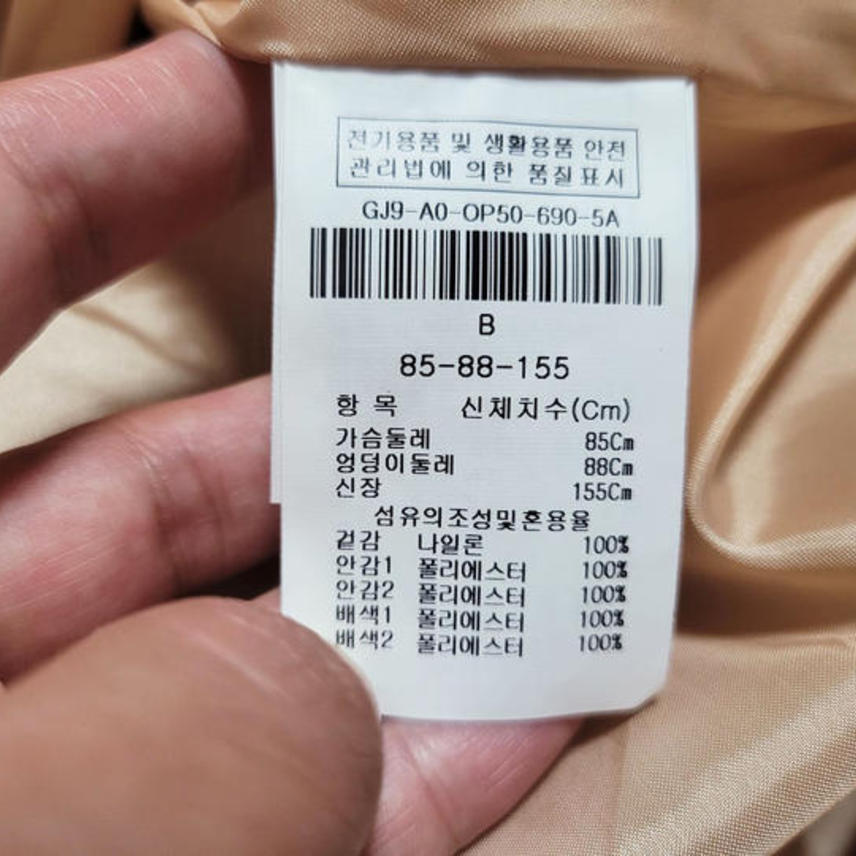 전기용품 및 생활용품 안전
관리법에 의한 품질표시
GJ9-A0-OP50-690-5A
B
85-88-155
항 목 신체치수(Cm)
가슴둘레 85Cm
엉덩이둘레 88Cm
신장 155Cm
섬유의조성및혼용율
겉감 나일론 100%
안감1 폴리에스터 100%
안감2 폴리에스터 100%
배색1 폴리에스터 100%
배색2 폴리에스터 100%